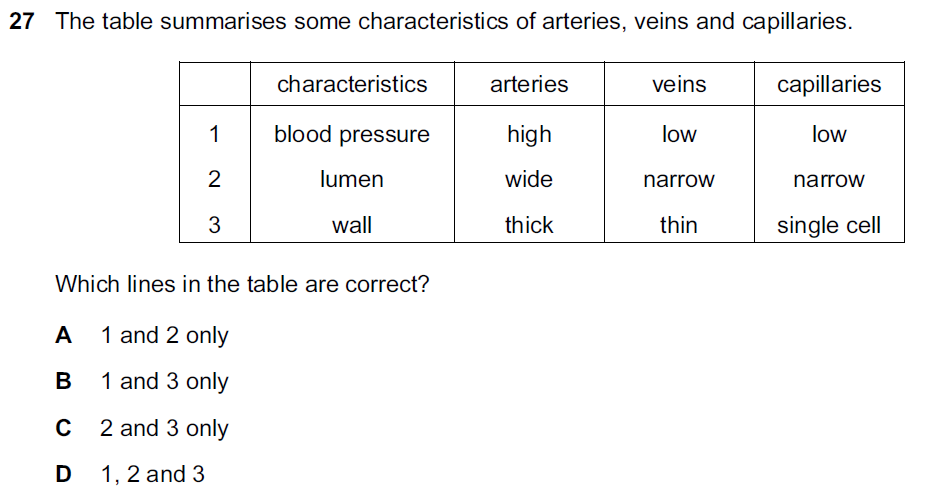 27 The table summarises some characteristics of arteries, veins and capillaries.
characteristics arteries veins capillaries
1 blood pressure high low low
2 lumen wide narrow narrow
3 wall thick thin single cell
Which lines in the table are correct?
A 1 and 2 only
B 1 and 3 only
C 2 and 3 only
D 1, 2 and 3